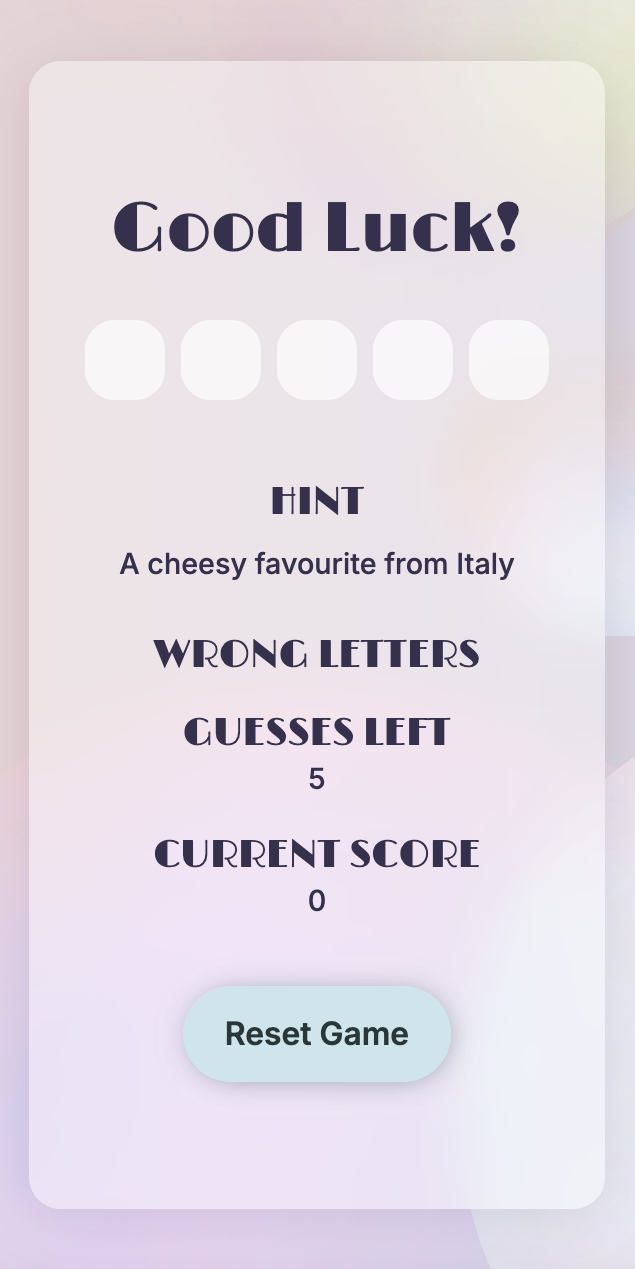 Good Luck!
HINT
A cheesy favourite from Italy
WRONG LETTERS
GUESSES LEFT
5
CURRENT SCORE
0
Reset Game